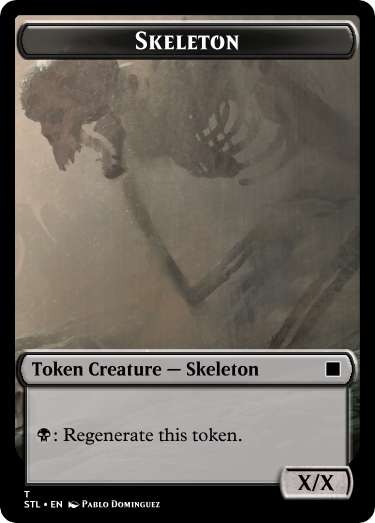 Skeleton
Token Creature — Skeleton
: Regenerate this token.
X/X
T
STL • EN Pablo Dominguez